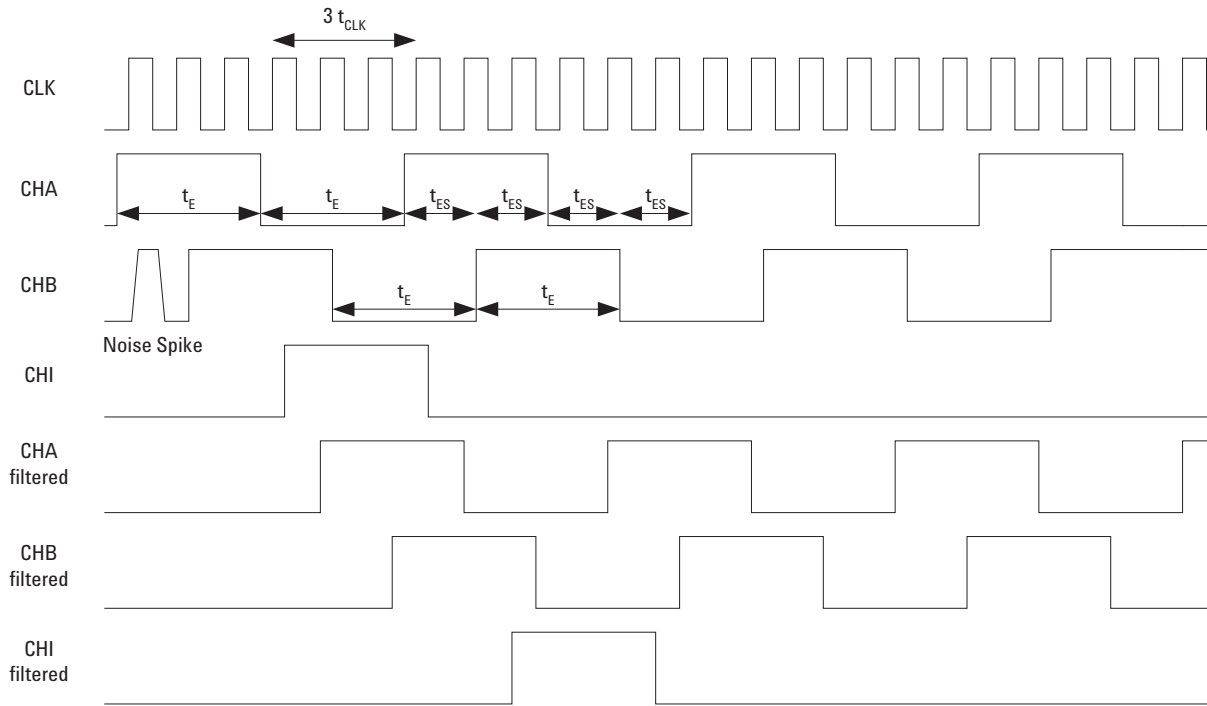 3 tCLK
CLK
CHA
tE
tE
tES
tES
tES
tES
CHB
tE
tE
Noise Spike
CHI
CHA
filtered
CHB
filtered
CHI
filtered